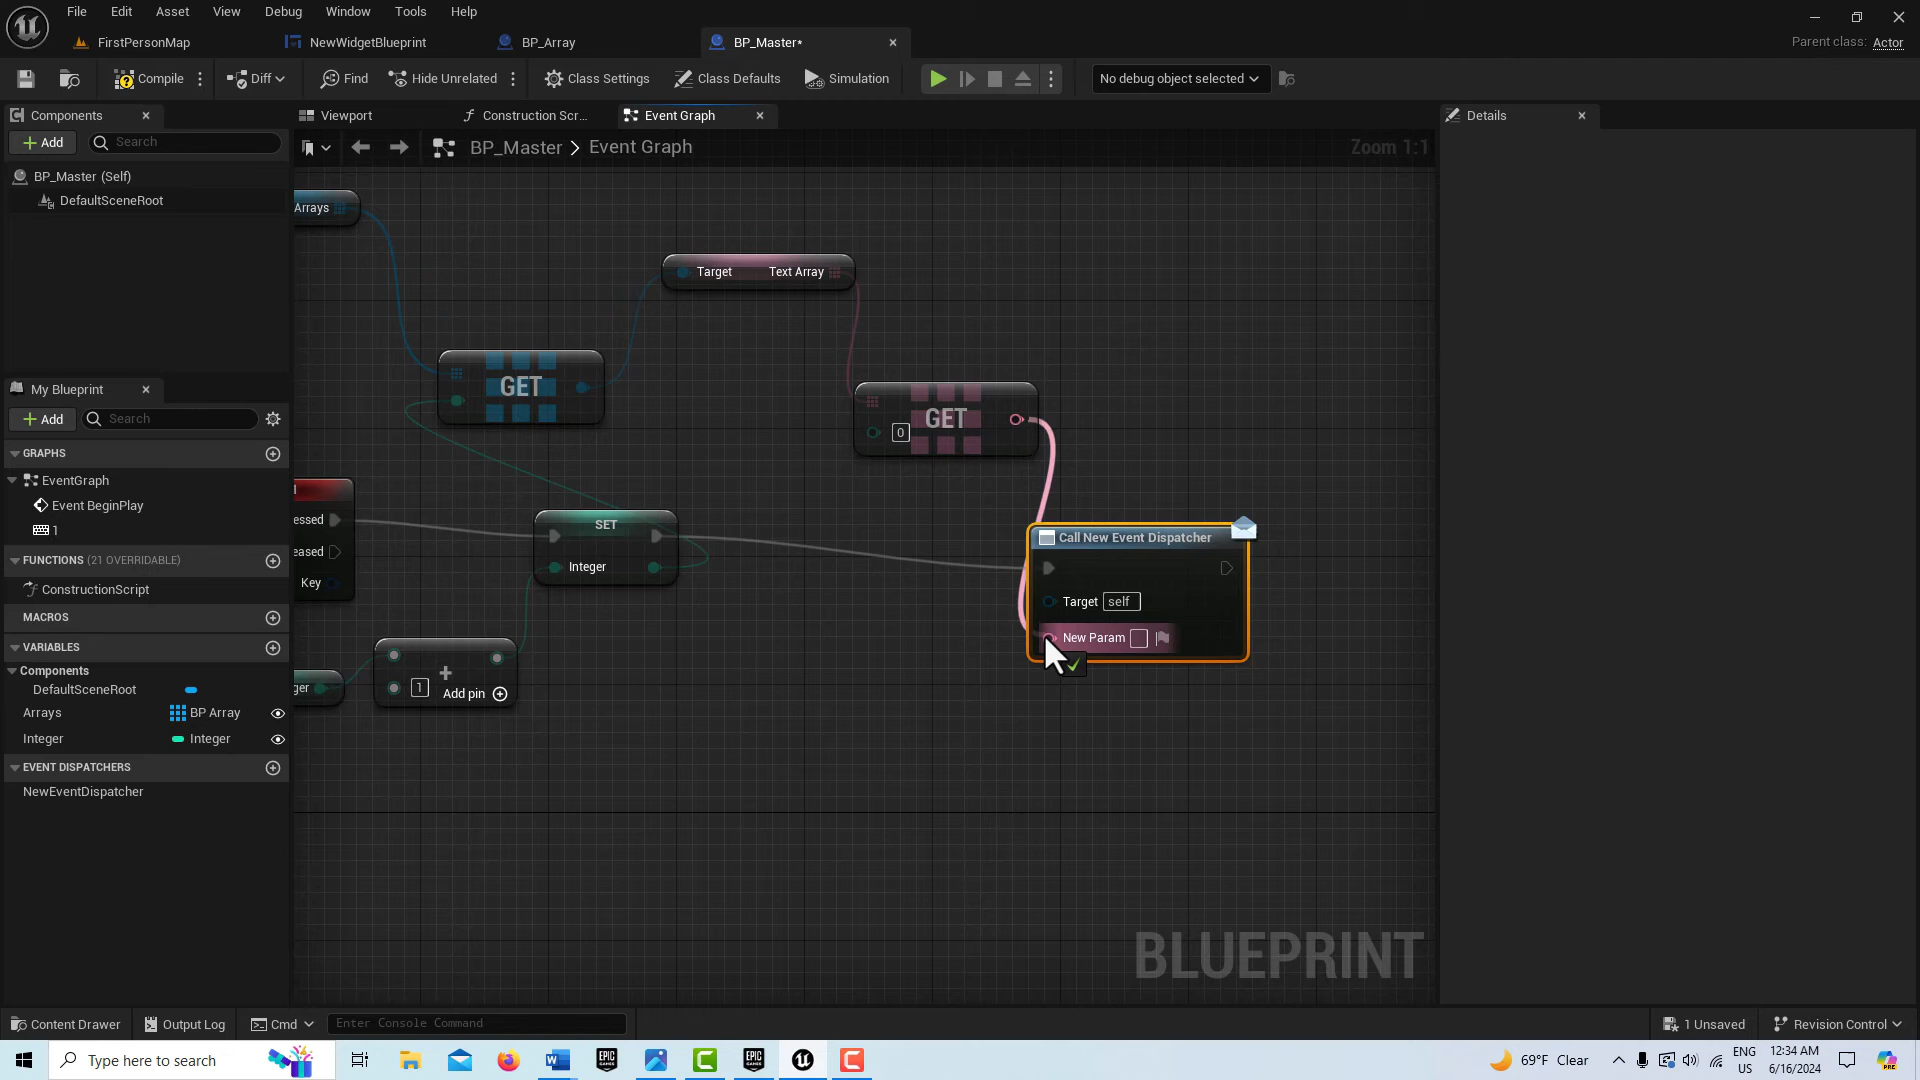 File Edit Asset View Debug Window Tools Help
FirstPersonMap NewWidgetBlueprint BP_Array BP_Master*
Parent class: Actor
Compile Diff Find Hide Unrelated Class Settings Class Defaults Simulation No debug object selected
Components
Viewport Construction Scr... Event Graph
Details
Add Search
BP_Master > Event Graph
Zoom 1:1
BP_Master (Self)
DefaultSceneRoot
Arrays
Target Text Array
GET
GET
0
My Blueprint
Add Search
GRAPHS
EventGraph
Event BeginPlay
1
FUNCTIONS (21 OVERRIDABLE)
ConstructionScript
MACROS
VARIABLES
Components
DefaultSceneRoot
Arrays BP Array
Integer Integer
EVENT DISPATCHERS
NewEventDispatcher
essed
eased
Key
SET
Integer
ger
1
Add pin
Call New Event Dispatcher
Target self
New Param
BLUEPRINT
Content Drawer Output Log Cmd Enter Console Command 1 Unsaved Revision Control
Type here to search
69°F Clear
ENG
US
12:34 AM
6/16/2024